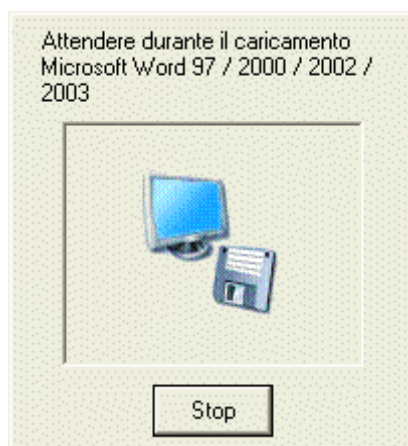 Attendere durante il caricamento
Microsoft Word 97 / 2000 / 2002 /
2003
Stop